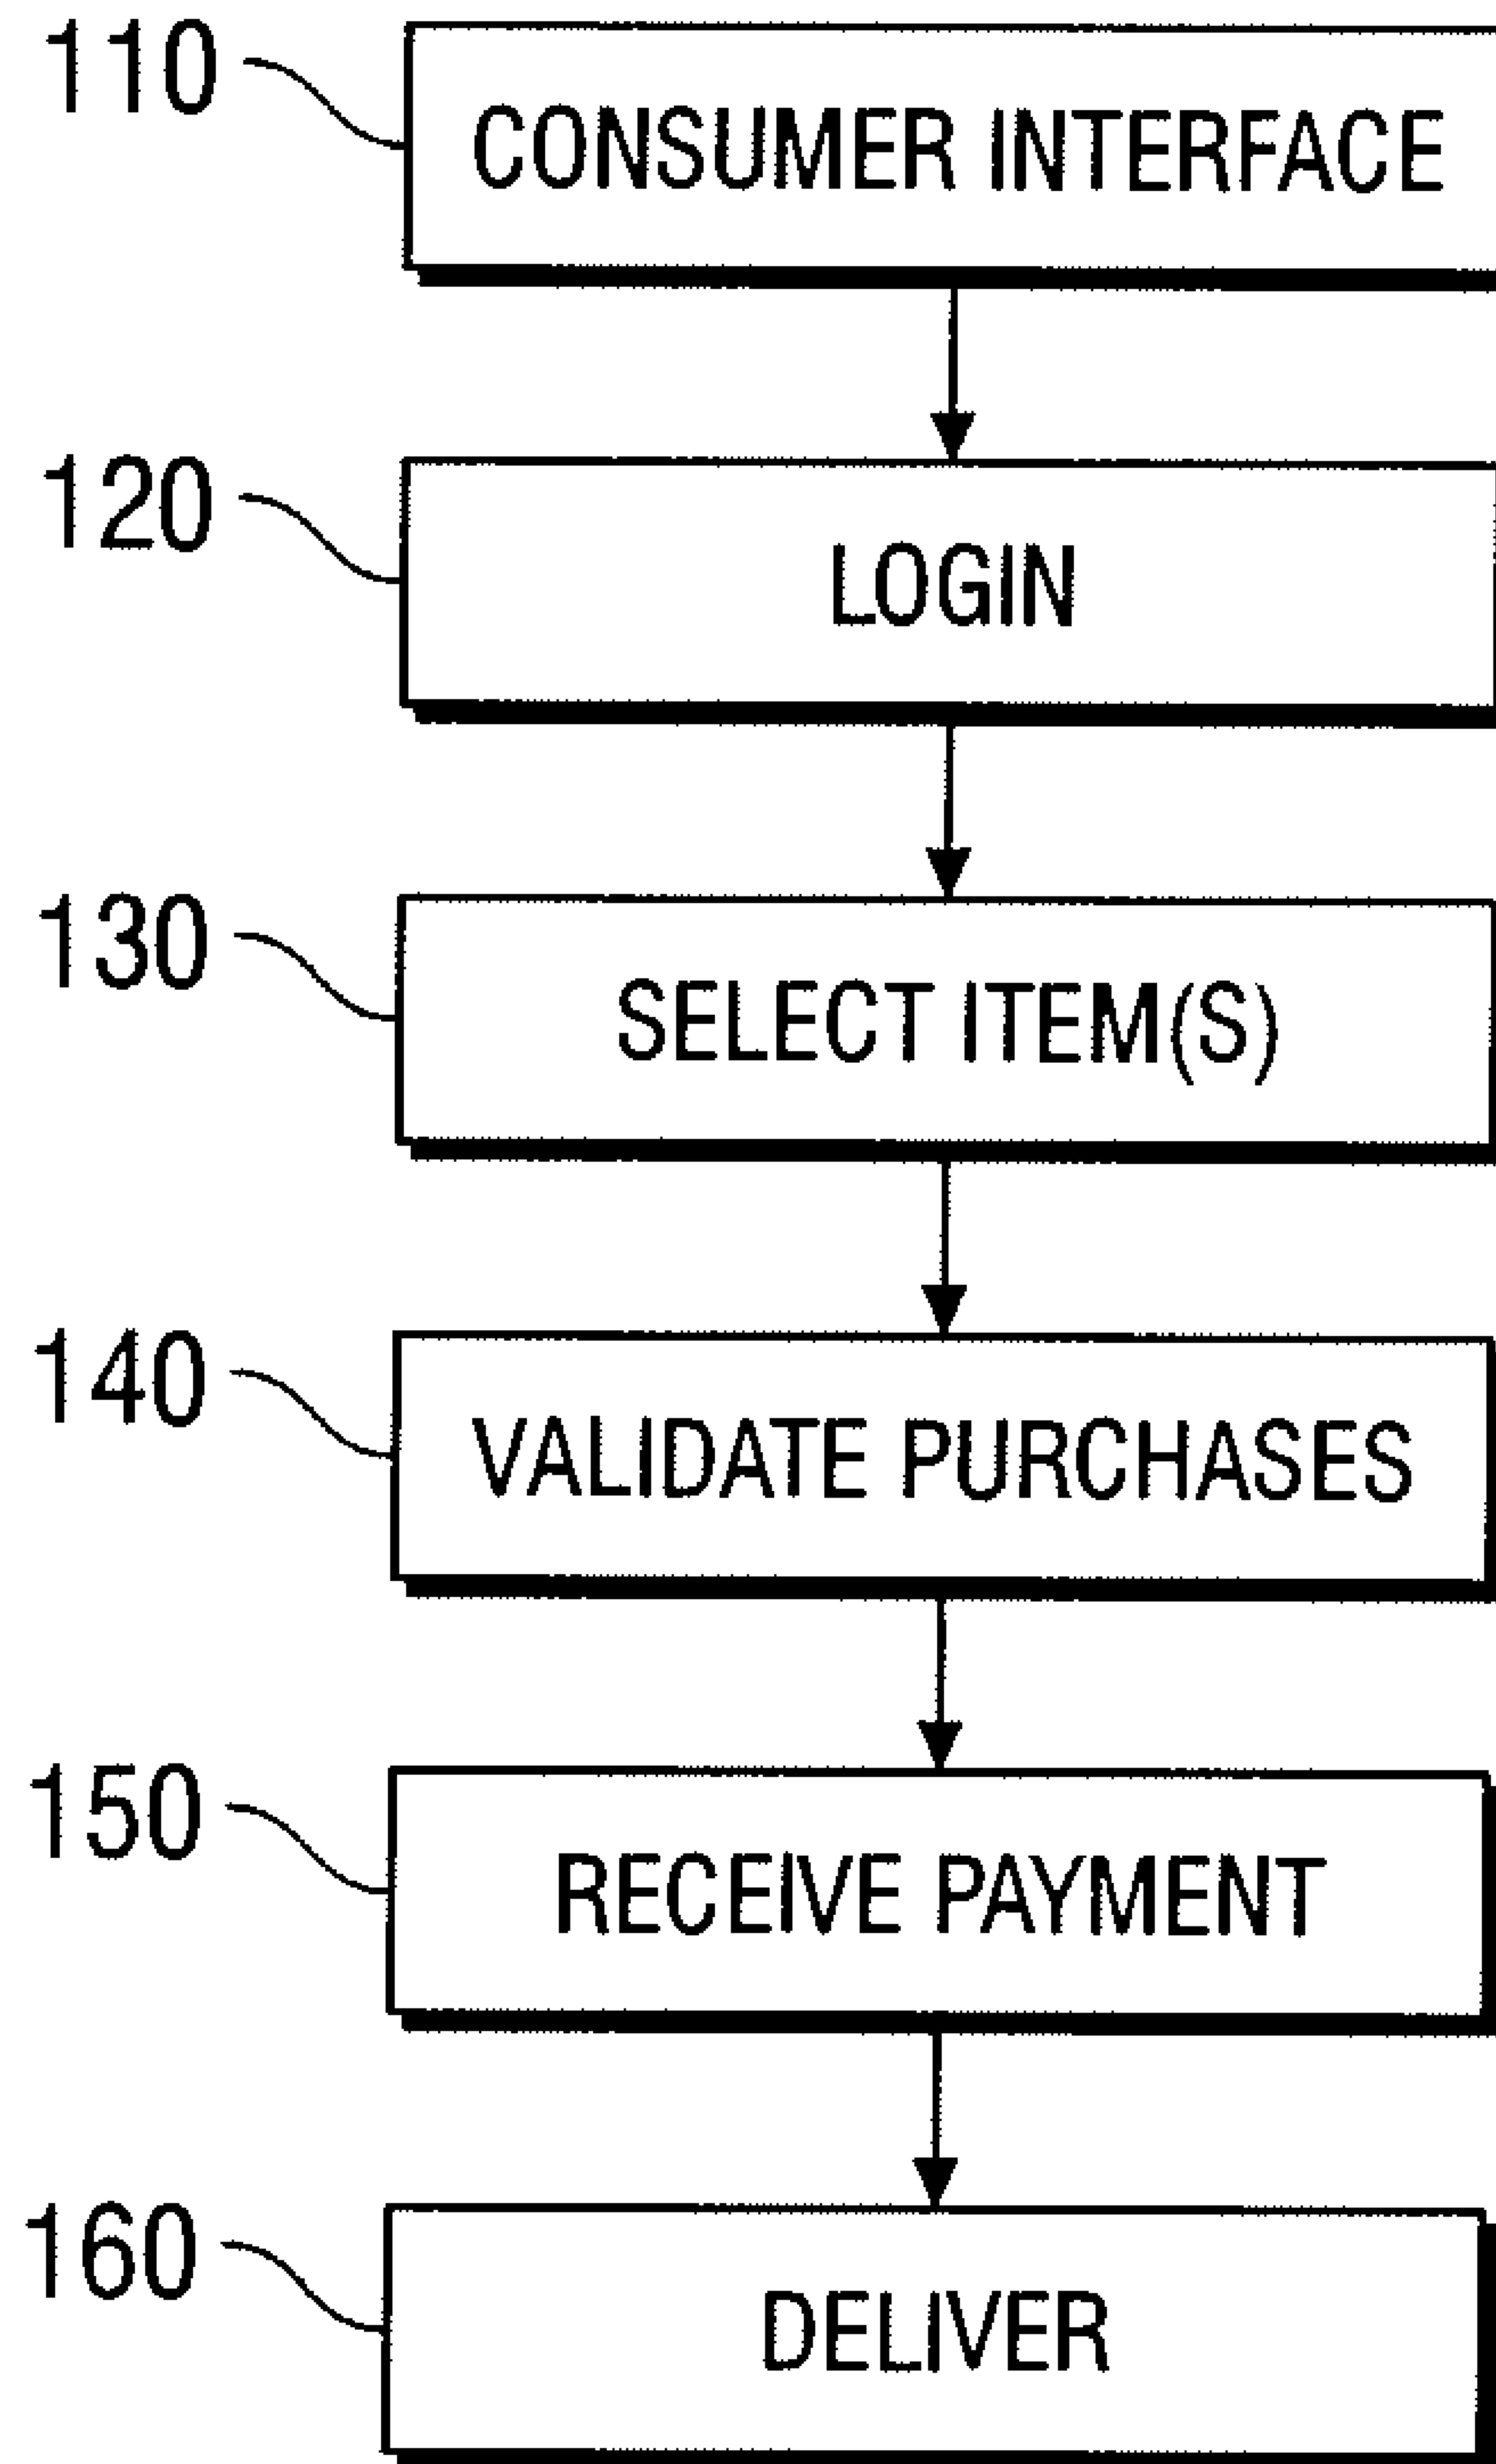 110
CONSUMER INTERFACE
120
LOGIN
130
SELECT ITEM(S)
140
VALIDATE PURCHASES
150
RECEIVE PAYMENT
160
DELIVER